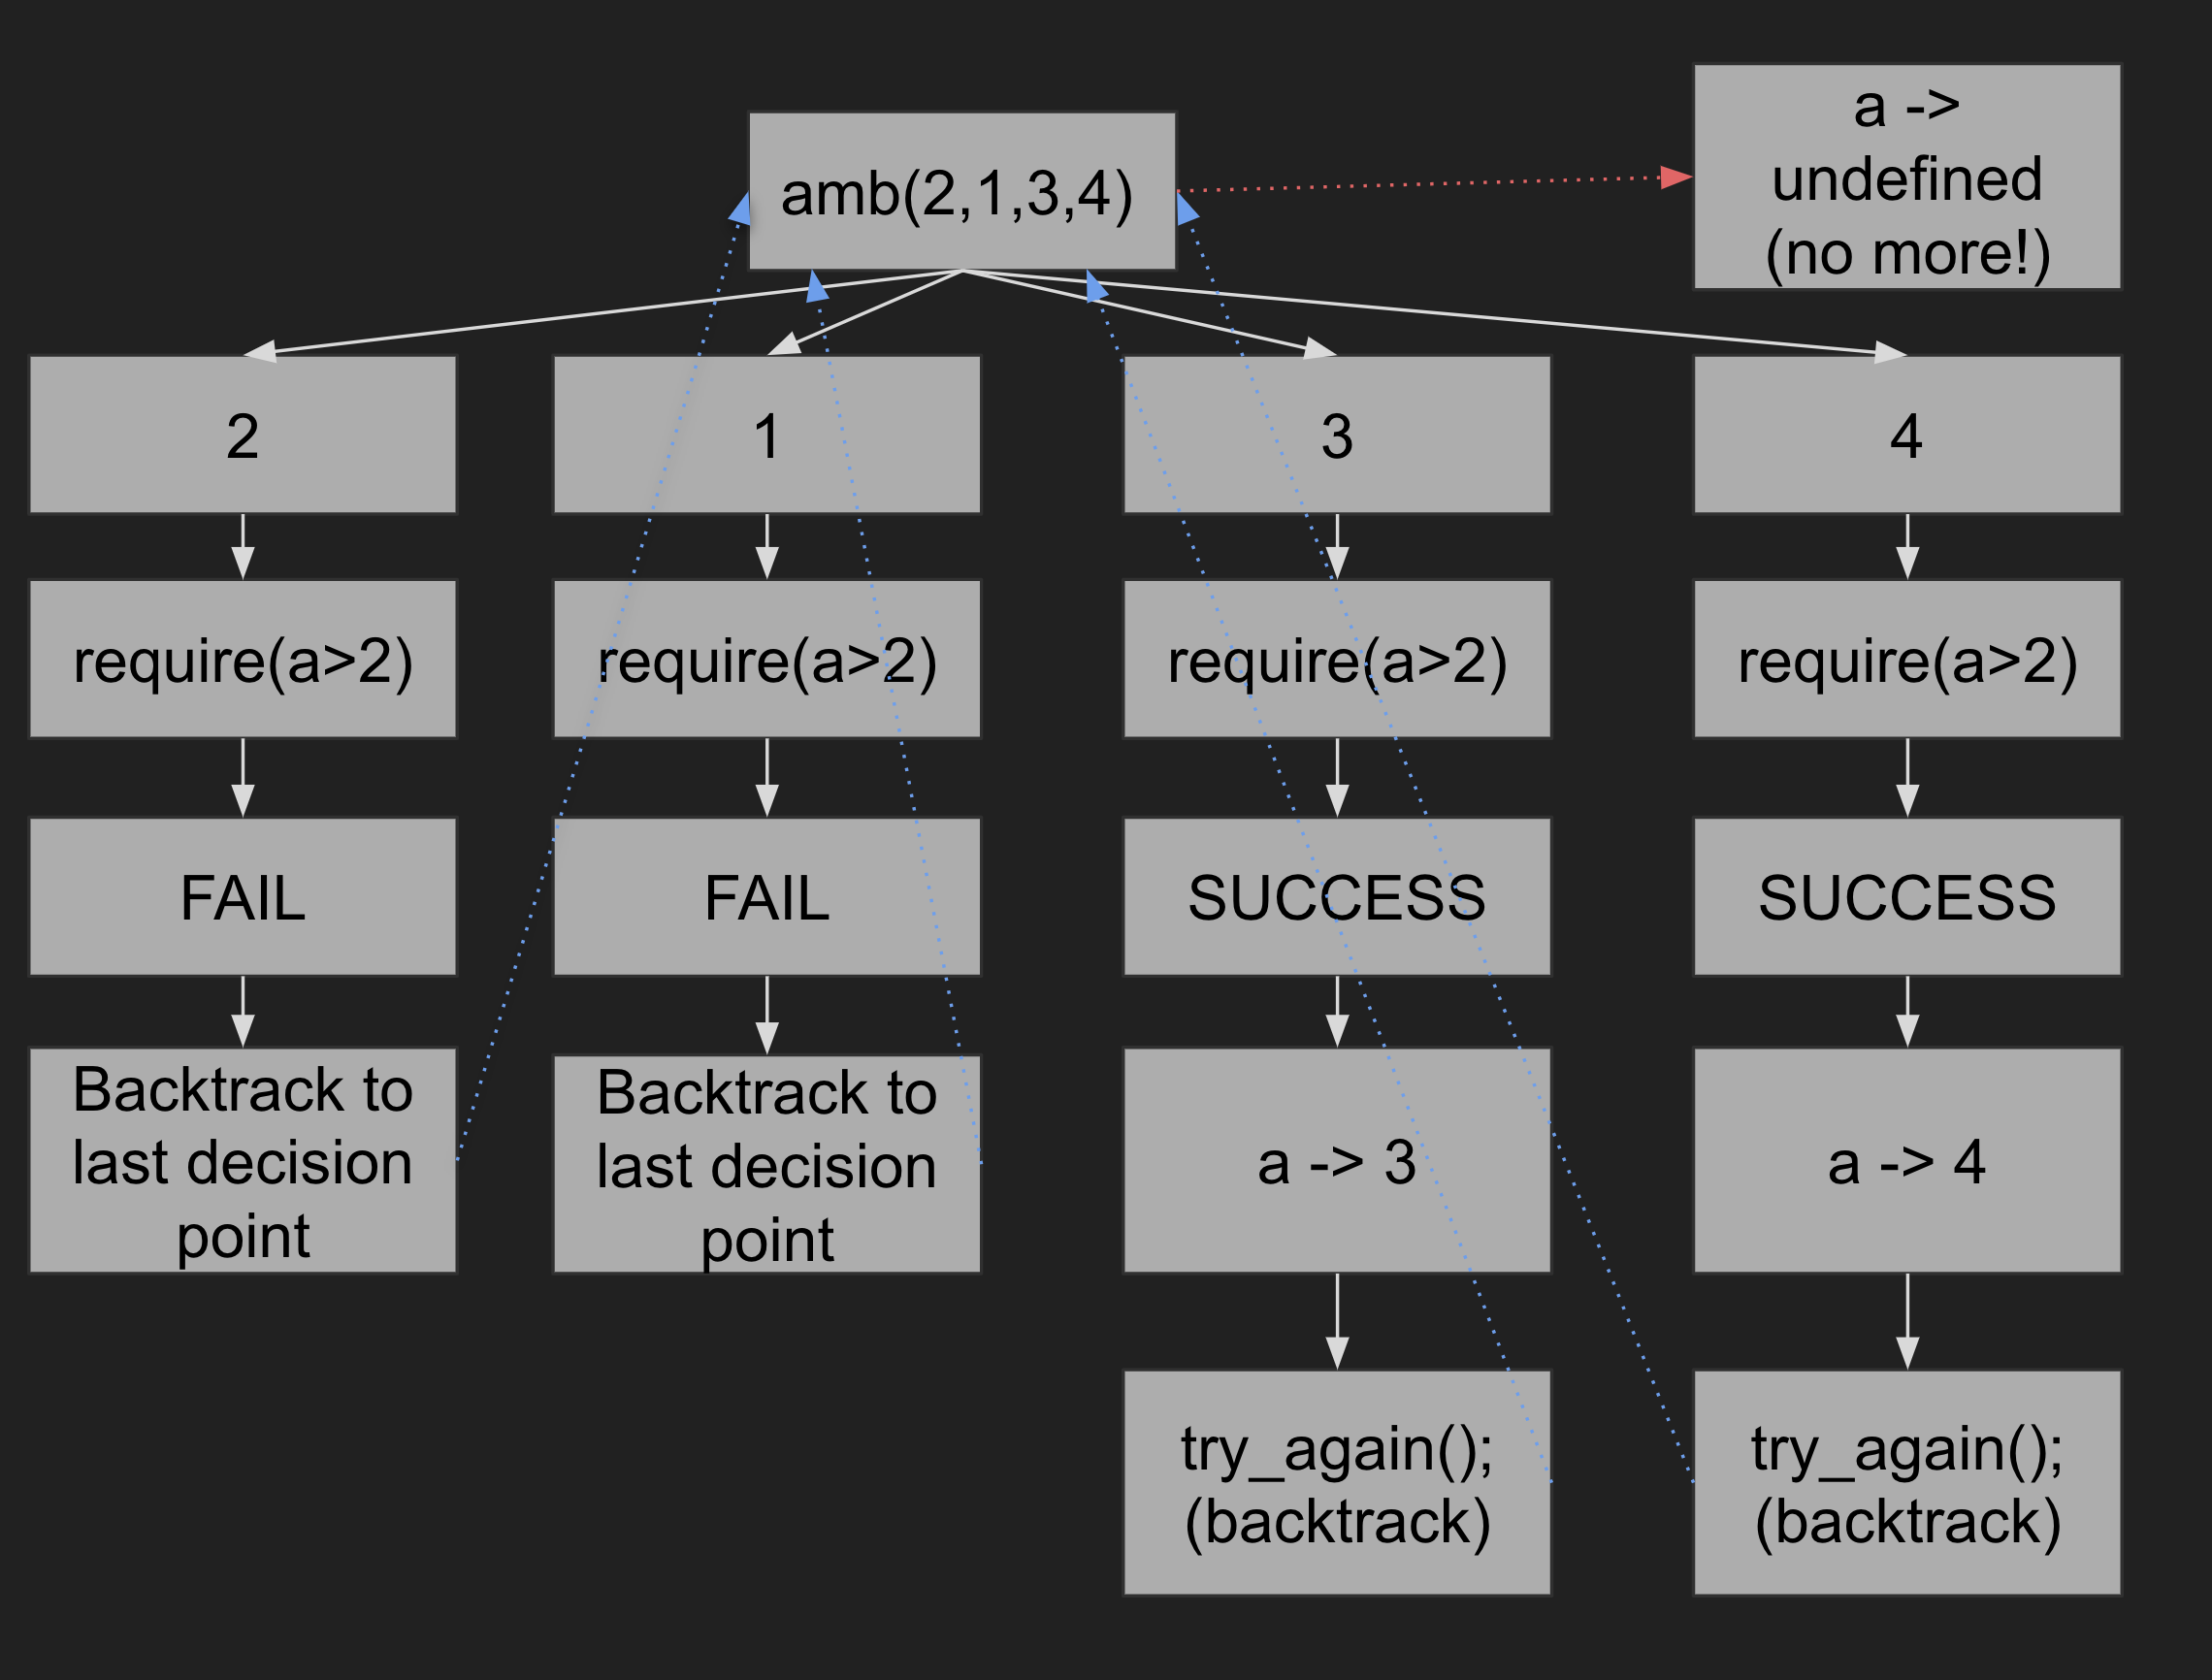 amb(2,1,3,4)
a ->
undefined
(no more!)
2
1
3
4
require(a>2)
require(a>2)
require(a>2)
require(a>2)
FAIL
FAIL
SUCCESS
SUCCESS
Backtrack to
last decision
point
Backtrack to
last decision
point
a -> 3
a -> 4
try_again();
(backtrack)
try_again();
(backtrack)